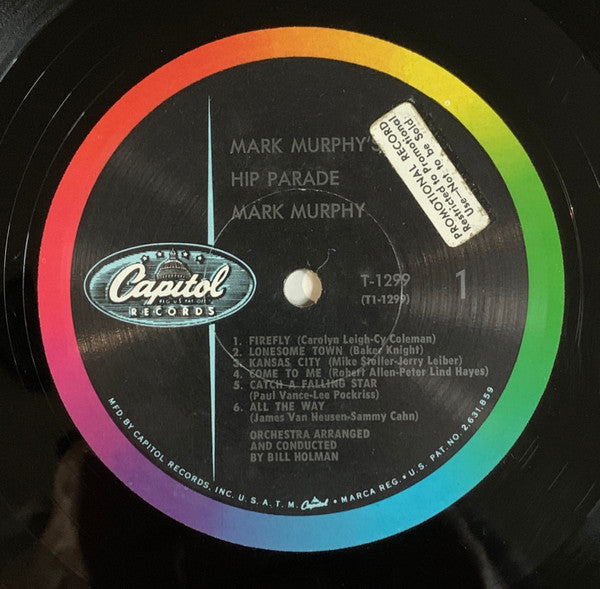 MARK MURPHY'S
HIP PARADE
MARK MURPHY
PROMOTIONAL RECORD
Restricted to Promotional
Use—Not to be Sold
Capitol
REG. U.S. PAT. OFF.
RECORDS
T-1299
(T1-1299)
1
1. FIREFLY (Carolyn Leigh-Cy Coleman)
2. LONESOME TOWN (Baker Knight)
3. KANSAS CITY (Mike Stoller-Jerry Leiber)
4. COME TO ME (Robert Allen-Peter Lind Hayes)
5. CATCH A FALLING STAR
(Paul Vance-Lee Pockriss)
6. ALL THE WAY
(James Van Heusen-Sammy Cahn)
ORCHESTRA ARRANGED
AND CONDUCTED
BY BILL HOLMAN
MFD. BY CAPITOL RECORDS, INC. U.S.A. T.M. Capitol • MARCA REG. • U.S. PAT. NO. 2,631,859